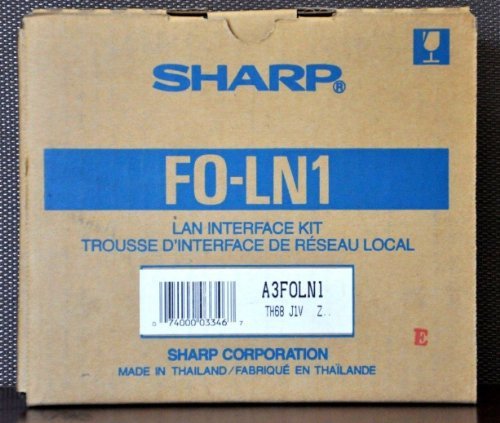 SHARP®
FO-LN1
LAN INTERFACE KIT
TROUSSE D'INTERFACE DE RÉSEAU LOCAL
A3FOLN1
TH6B J1V Z..
0 74000 03346 7
E
SHARP CORPORATION
MADE IN THAILAND/FABRIQUÉ EN THAÏLANDE